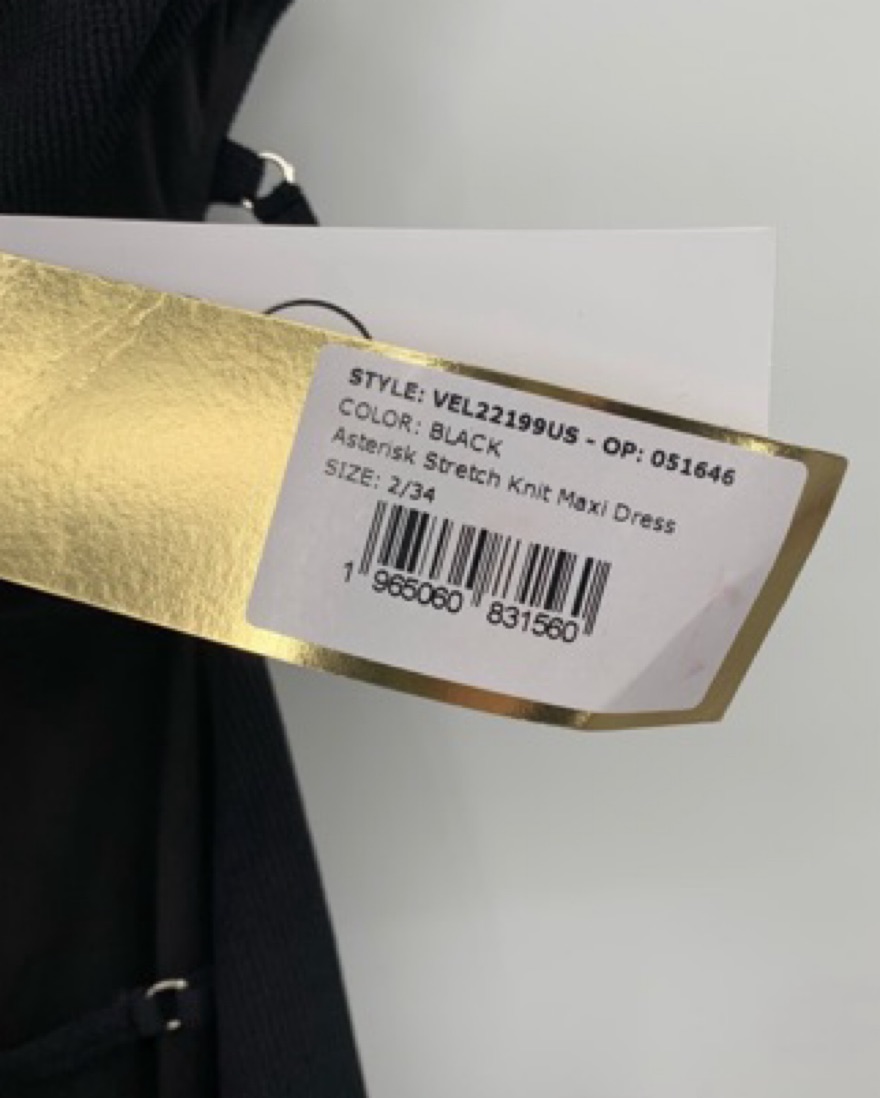 STYLE: VEL22199US - OP: 051646
COLOR: BLACK
Asterisk Stretch Knit Maxi Dress
SIZE: 2/34
1 965060 831560